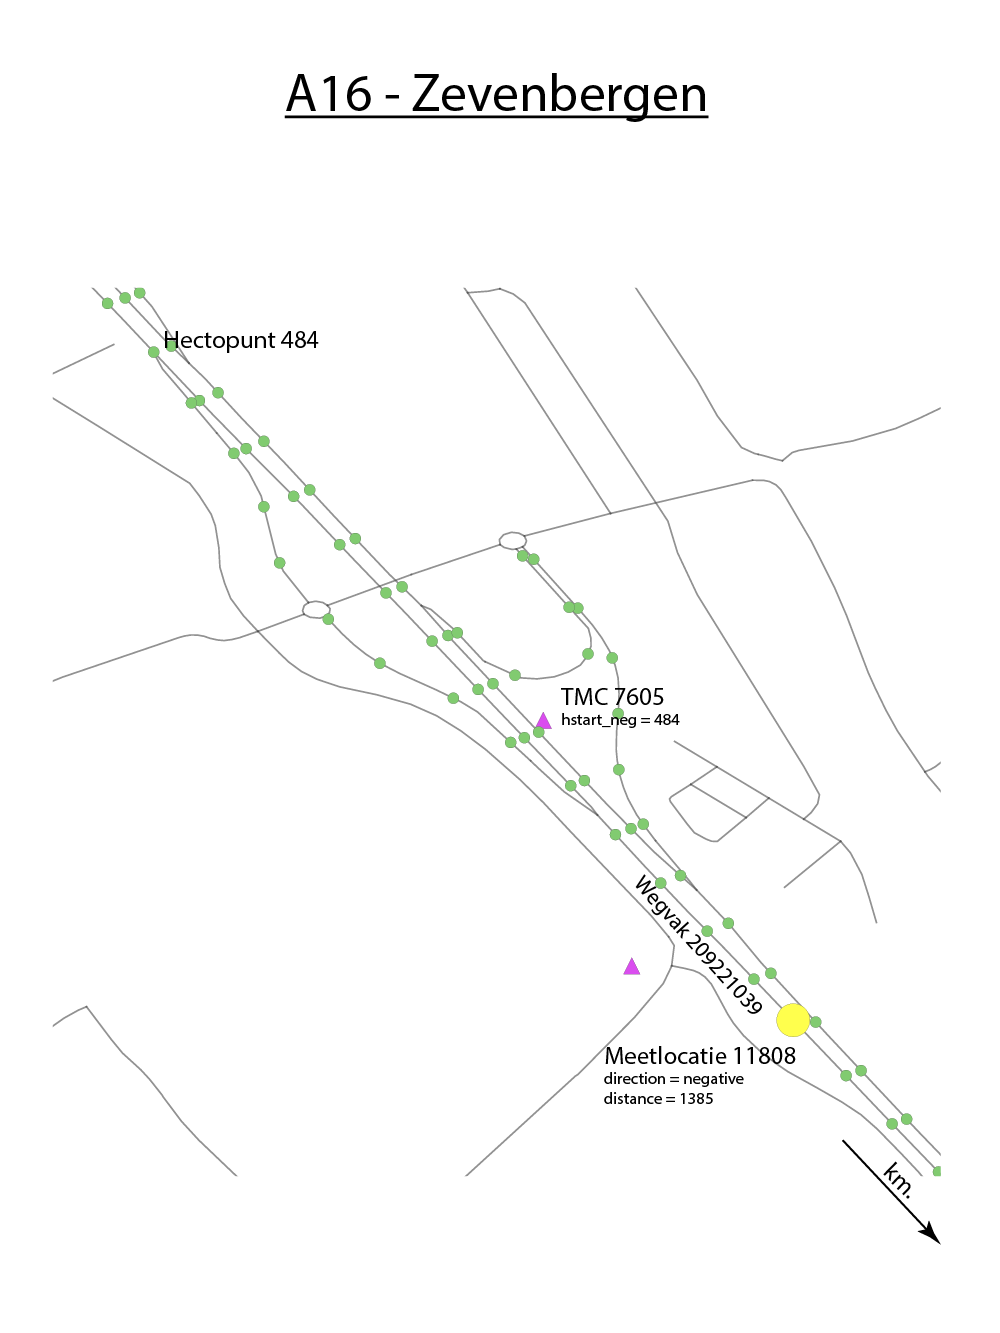 A16 - Zevenbergen
Hectopunt 484
TMC 7605
hstart_neg = 484
Wegvak 209221039
Meetlocatie 11808
direction = negative
distance = 1385
km.